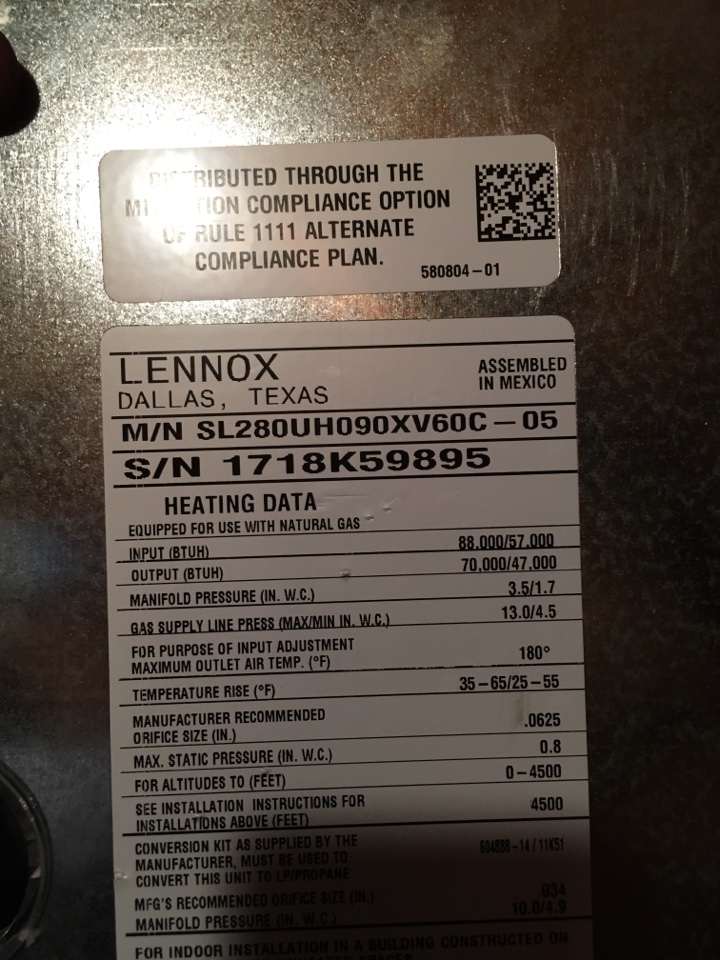 DISTRIBUTED THROUGH THE
MITIGATION COMPLIANCE OPTION
OF RULE 1111 ALTERNATE
COMPLIANCE PLAN.
580804-01
LENNOX
DALLAS, TEXAS
ASSEMBLED
IN MEXICO
M/N SL280UH090XV60C-05
S/N 1718K59895
HEATING DATA
EQUIPPED FOR USE WITH NATURAL GAS
INPUT (BTUH) 88,000/57,000
OUTPUT (BTUH) 70,000/47,000
MANIFOLD PRESSURE (IN. W.C.) 3.5/1.7
GAS SUPPLY LINE PRESS (MAX/MIN IN. W.C.) 13.0/4.5
FOR PURPOSE OF INPUT ADJUSTMENT
MAXIMUM OUTLET AIR TEMP. (°F) 180°
TEMPERATURE RISE (°F) 35-65/25-55
MANUFACTURER RECOMMENDED
ORIFICE SIZE (IN.) .0625
MAX. STATIC PRESSURE (IN. W.C.) 0.8
FOR ALTITUDES TO (FEET) 0-4500
SEE INSTALLATION INSTRUCTIONS FOR
INSTALLATIONS ABOVE (FEET) 4500
CONVERSION KIT AS SUPPLIED BY THE
MANUFACTURER, MUST BE USED TO
CONVERT THIS UNIT TO LP/PROPANE 604888-14/11K51
MFG'S RECOMMENDED ORIFICE SIZE (IN.) .034
MANIFOLD PRESSURE (IN. W.C.) 10.0/4.9
FOR INDOOR INSTALLATION IN A BUILDING CONSTRUCTED ON